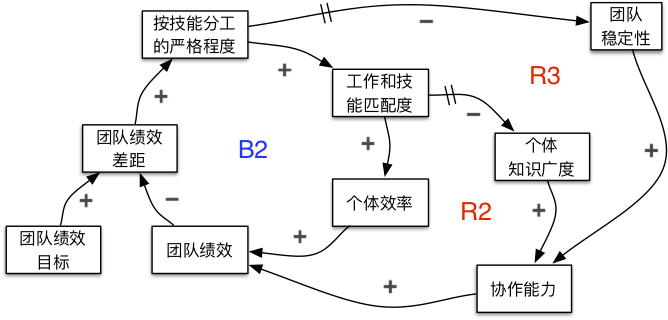 按技能分工
的严格程度
团队
稳定性
−
+
工作和技
能匹配度
R3
+
−
团队绩效
差距
B2
+
个体
知识广度
+
个体效率
R2
+
−
+
团队绩效
目标
团队绩效
+
+
协作能力
+